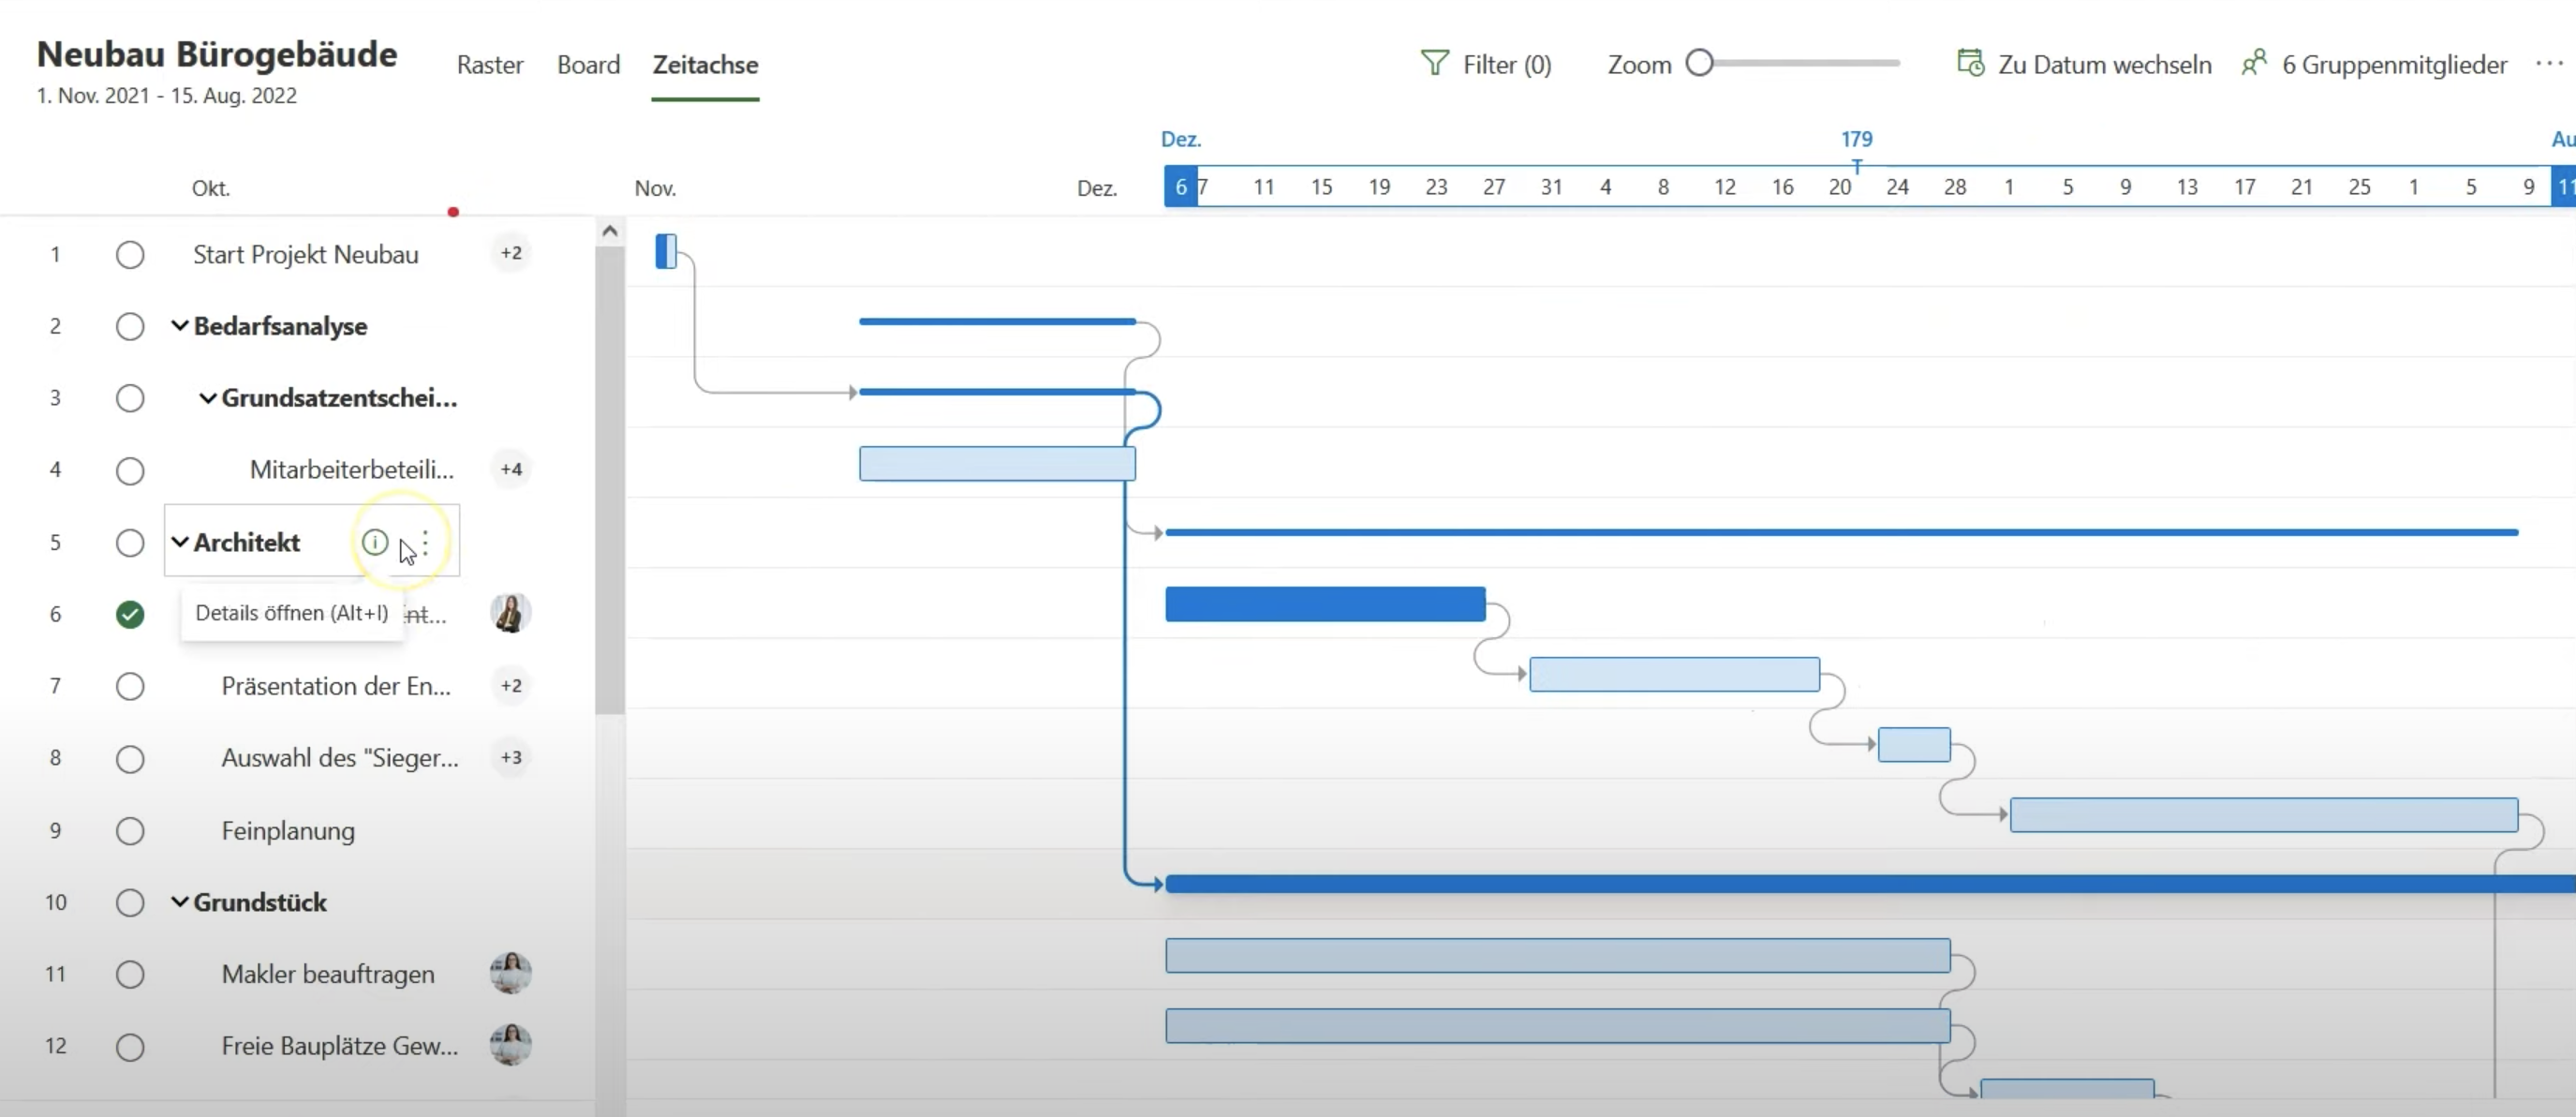 Neubau Bürogebäude
1. Nov. 2021 - 15. Aug. 2022
Raster
Board
Zeitachse
Filter (0)
Zoom
Zu Datum wechseln
6 Gruppenmitglieder
Dez.
179
Au
Okt.
Nov.
Dez.
6 7 11 15 19 23 27 31 4 8 12 16 20 24 28 1 5 9 13 17 21 25 1 5 9 11
1 Start Projekt Neubau +2
2 Bedarfsanalyse
3 Grundsatzentschei...
4 Mitarbeiterbeteili... +4
5 Architekt
6 Details öffnen (Alt+I) nt...
7 Präsentation der En... +2
8 Auswahl des "Sieger... +3
9 Feinplanung
10 Grundstück
11 Makler beauftragen
12 Freie Bauplätze Gew...